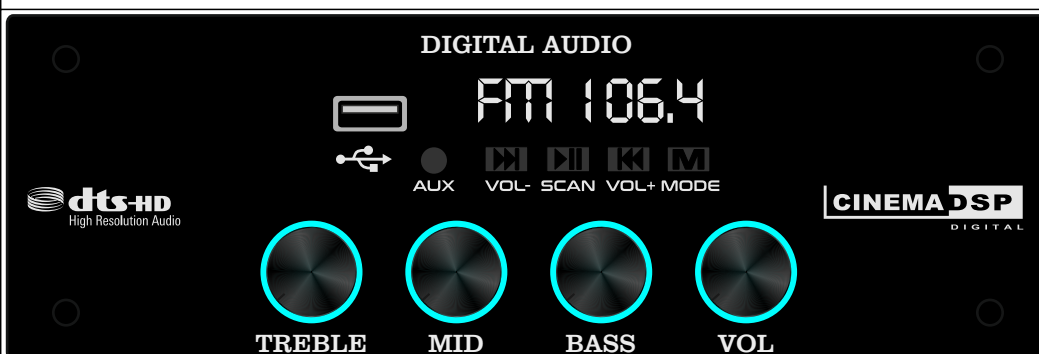 DIGITAL AUDIO
FM 106.4
AUX VOL- SCAN VOL+ MODE
M
dts-HD
High Resolution Audio
CINEMA DSP
DIGITAL
TREBLE MID BASS VOL